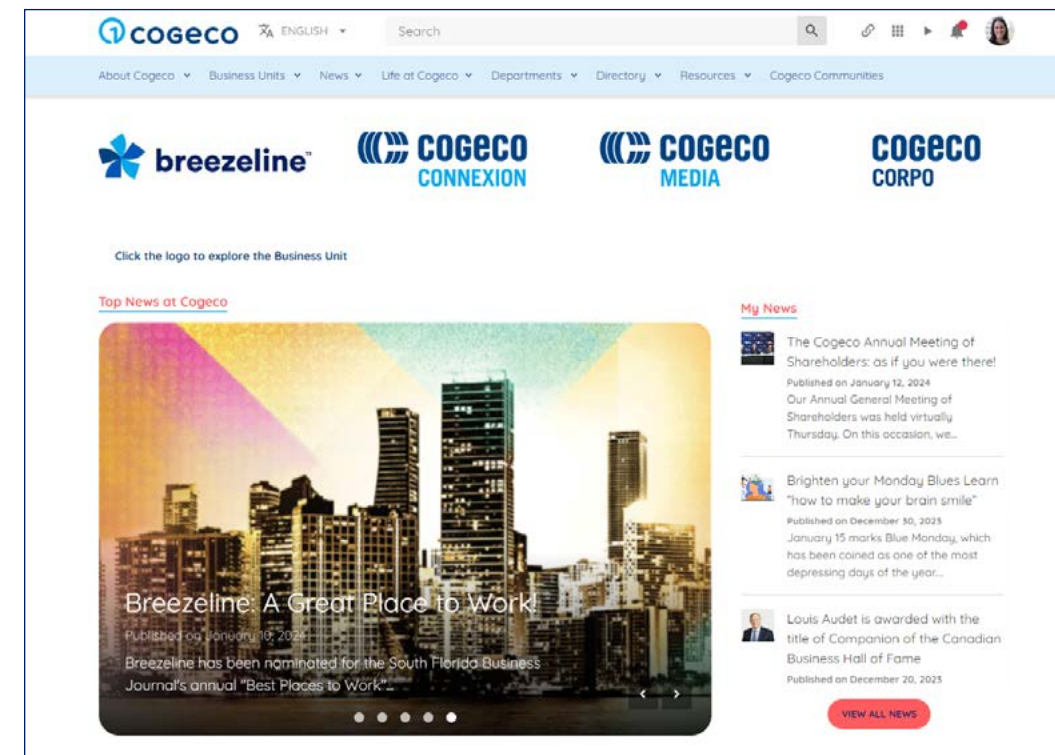 1 COGECO
ENGLISH
Search
About Cogeco
Business Units
News
Life at Cogeco
Departments
Directory
Resources
Cogeco Communities
breezeline™
COGECO
CONNEXION
COGECO
MEDIA
COGECO
CORPO
Click the logo to explore the Business Unit
Top News at Cogeco
Breezeline: A Great Place to Work!
Published on January 10, 2024
Breezeline has been nominated for the South Florida Business
Journal's annual "Best Places to Work"...
My News
The Cogeco Annual Meeting of
Shareholders: as if you were there!
Published on January 12, 2024
Our Annual General Meeting of
Shareholders was held virtually
Thursday. On this occasion, we...
Brighten your Monday Blues Learn
"how to make your brain smile"
Published on December 30, 2023
January 15 marks Blue Monday, which
has been coined as one of the most
depressing days of the year...
Louis Audet is awarded with the
title of Companion of the Canadian
Business Hall of Fame
Published on December 20, 2023
VIEW ALL NEWS